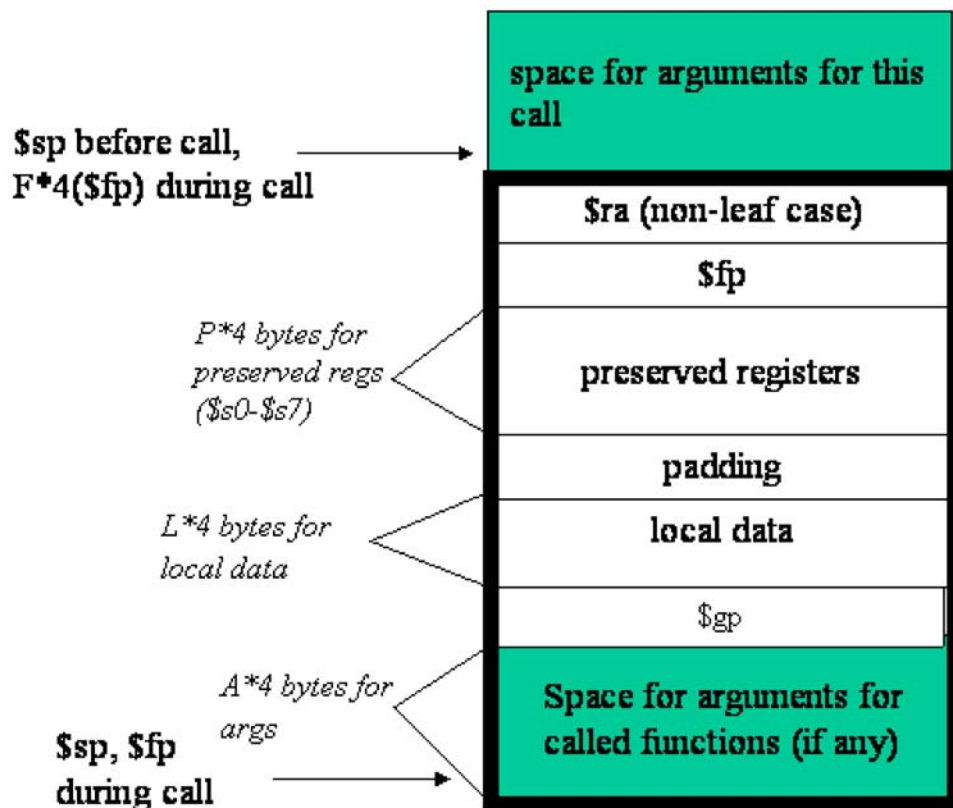 space for arguments for this
call
$sp before call,
F*4($fp) during call
$ra (non-leaf case)
$fp
P*4 bytes for
preserved regs
($s0-$s7)
preserved registers
padding
L*4 bytes for
local data
local data
$gp
A*4 bytes for
args
Space for arguments for
called functions (if any)
$sp, $fp
during call